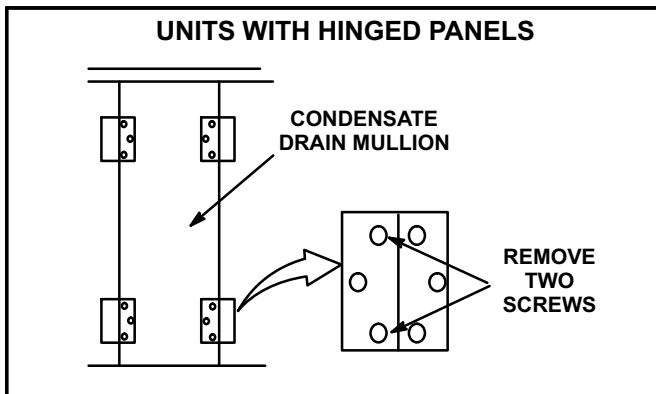 UNITS WITH HINGED PANELS
CONDENSATE
DRAIN MULLION
REMOVE
TWO
SCREWS